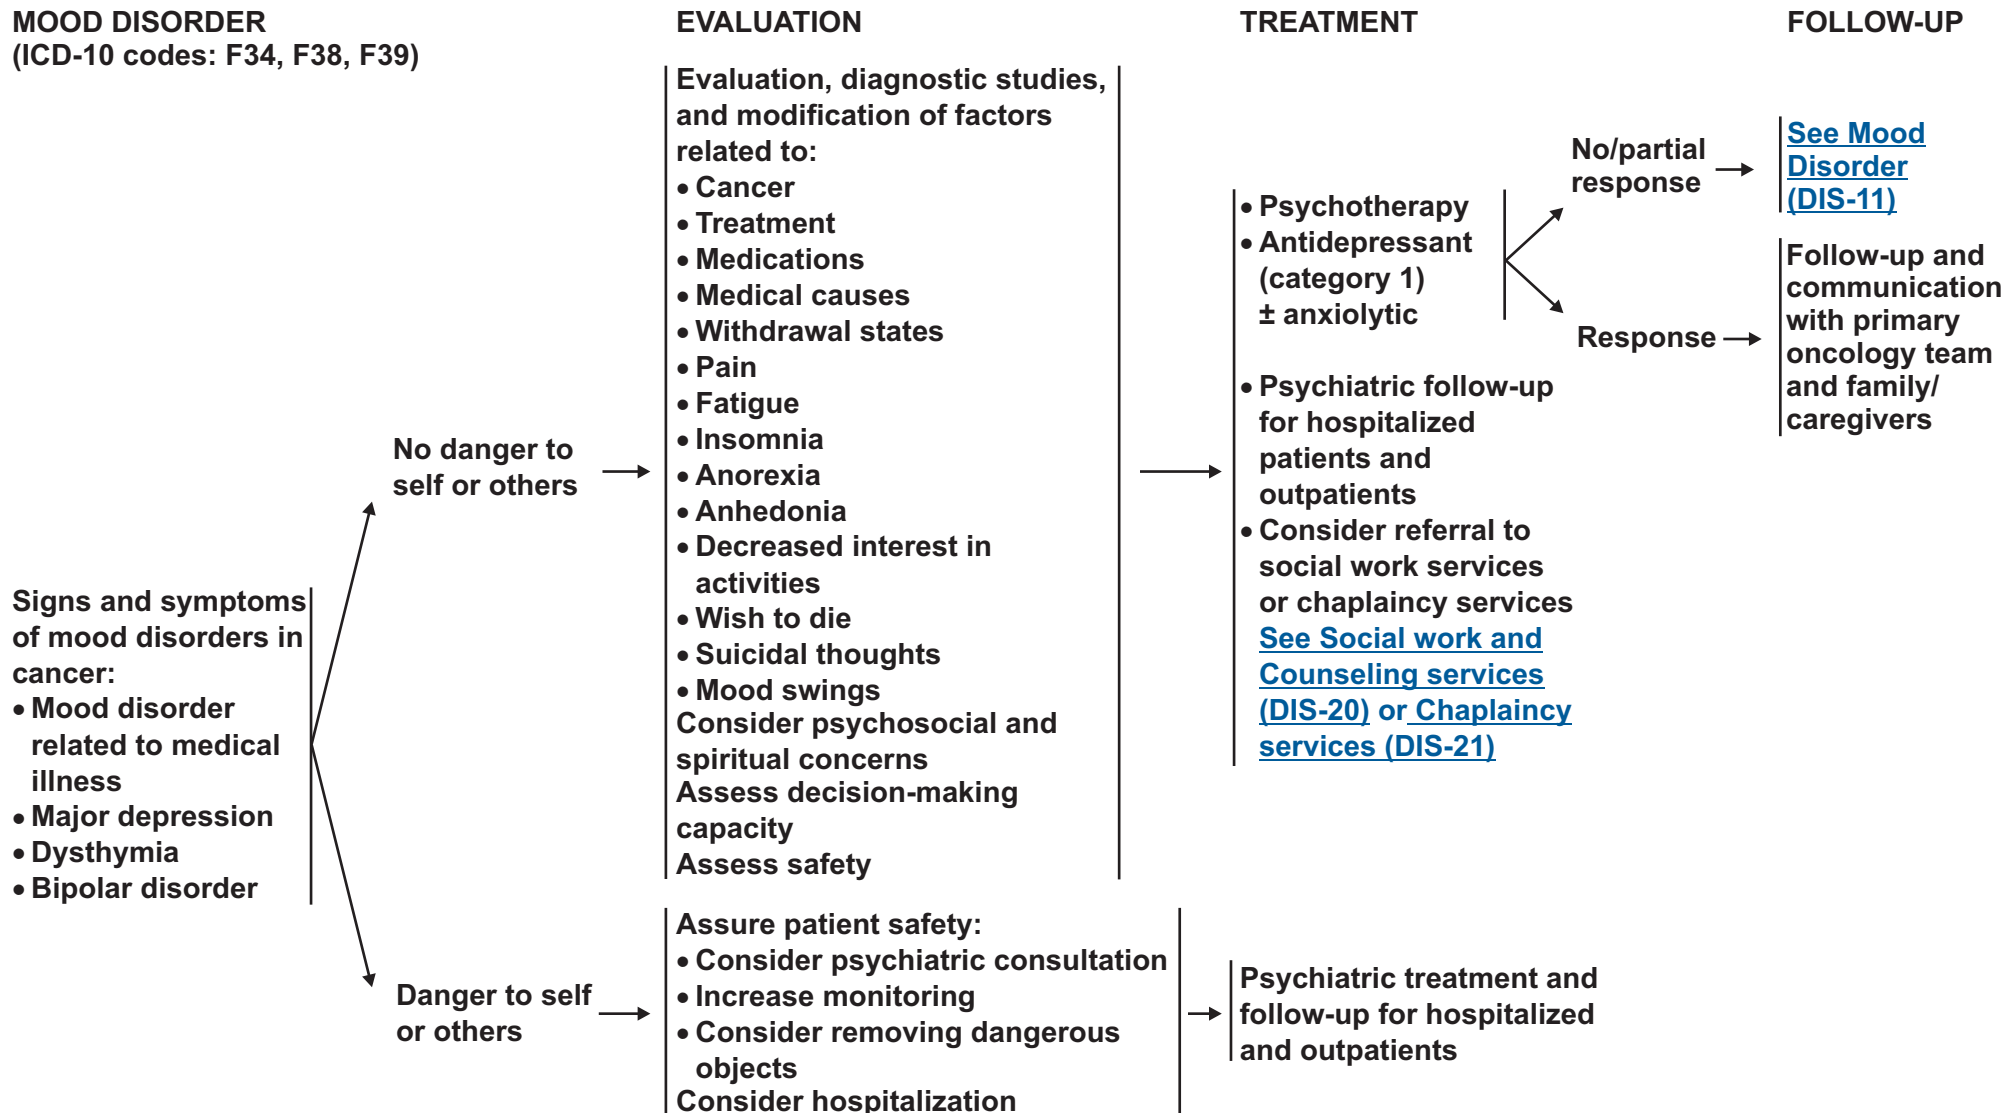 MOOD DISORDER
(ICD-10 codes: F34, F38, F39)
EVALUATION
TREATMENT
FOLLOW-UP
Signs and symptoms
of mood disorders in
cancer:
• Mood disorder
related to medical
illness
• Major depression
• Dysthymia
• Bipolar disorder
No danger to
self or others
Evaluation, diagnostic studies,
and modification of factors
related to:
• Cancer
• Treatment
• Medications
• Medical causes
• Withdrawal states
• Pain
• Fatigue
• Insomnia
• Anorexia
• Anhedonia
• Decreased interest in
activities
• Wish to die
• Suicidal thoughts
• Mood swings
Consider psychosocial and
spiritual concerns
Assess decision-making
capacity
Assess safety
• Psychotherapy
• Antidepressant
(category 1)
± anxiolytic
• Psychiatric follow-up
for hospitalized
patients and
outpatients
• Consider referral to
social work services
or chaplaincy services
See Social work and
Counseling services
(DIS-20) or Chaplaincy
services (DIS-21)
No/partial
response
See Mood
Disorder
(DIS-11)
Response
Follow-up and
communication
with primary
oncology team
and family/
caregivers
Danger to self
or others
Assure patient safety:
• Consider psychiatric consultation
• Increase monitoring
• Consider removing dangerous
objects
Consider hospitalization
Psychiatric treatment and
follow-up for hospitalized
and outpatients